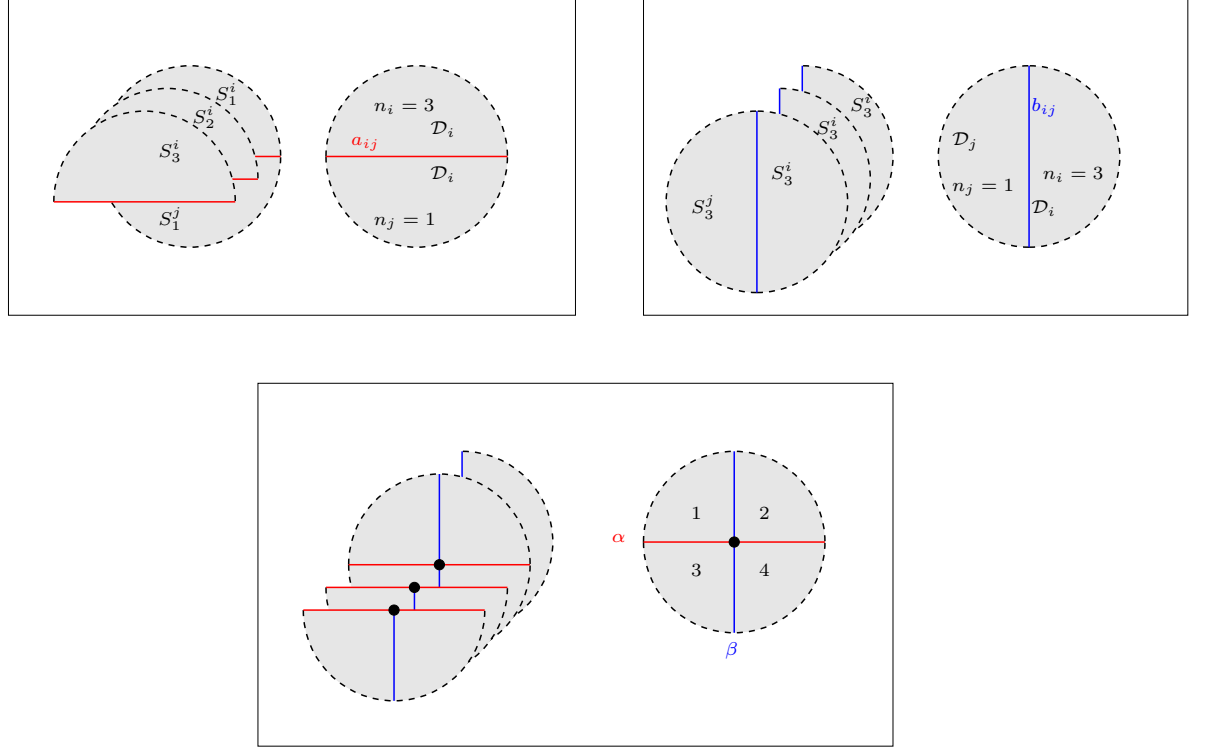 S_1^i
S_2^i
S_3^i
S_1^j
n_i = 3
D_i
a_{ij}
D_i
n_j = 1
S_3^i
S_3^i
S_3^i
S_3^j
b_{ij}
D_j
n_j = 1
n_i = 3
D_i
1 2
α
3 4
β